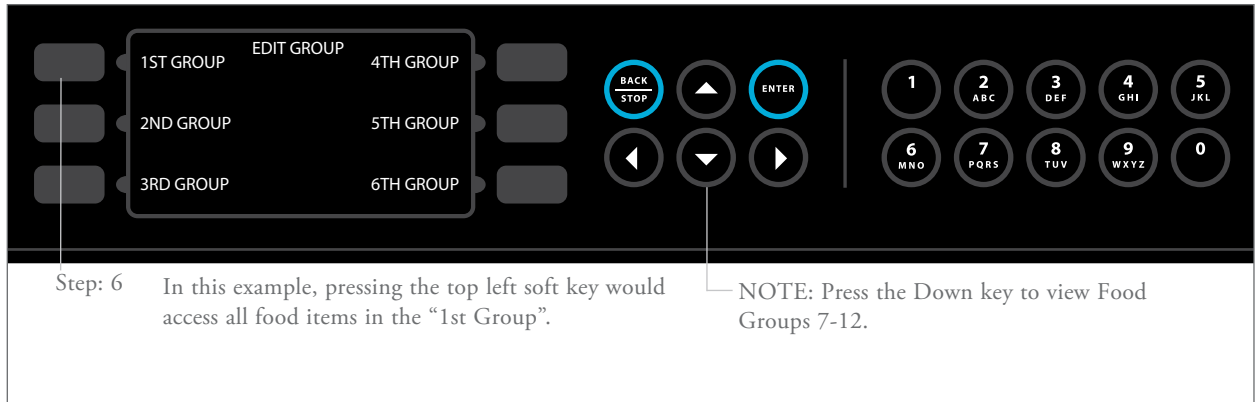 EDIT GROUP
1ST GROUP 4TH GROUP
2ND GROUP 5TH GROUP
3RD GROUP 6TH GROUP
BACK
STOP
ENTER
1
2
ABC
3
DEF
4
GHI
5
JKL
6
MNO
7
PQRS
8
TUV
9
WXYZ
0
Step: 6
In this example, pressing the top left soft key would
access all food items in the “1st Group”.
NOTE: Press the Down key to view Food
Groups 7-12.